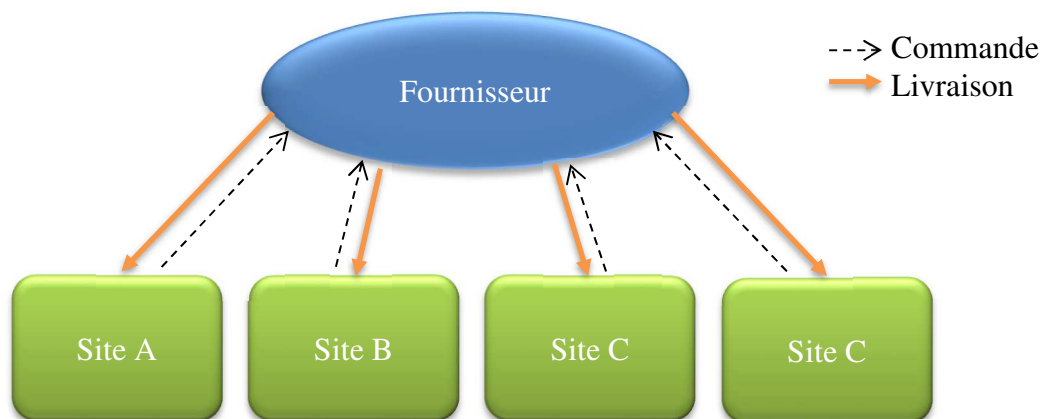 Commande
Livraison
Fournisseur
Site A
Site B
Site C
Site C